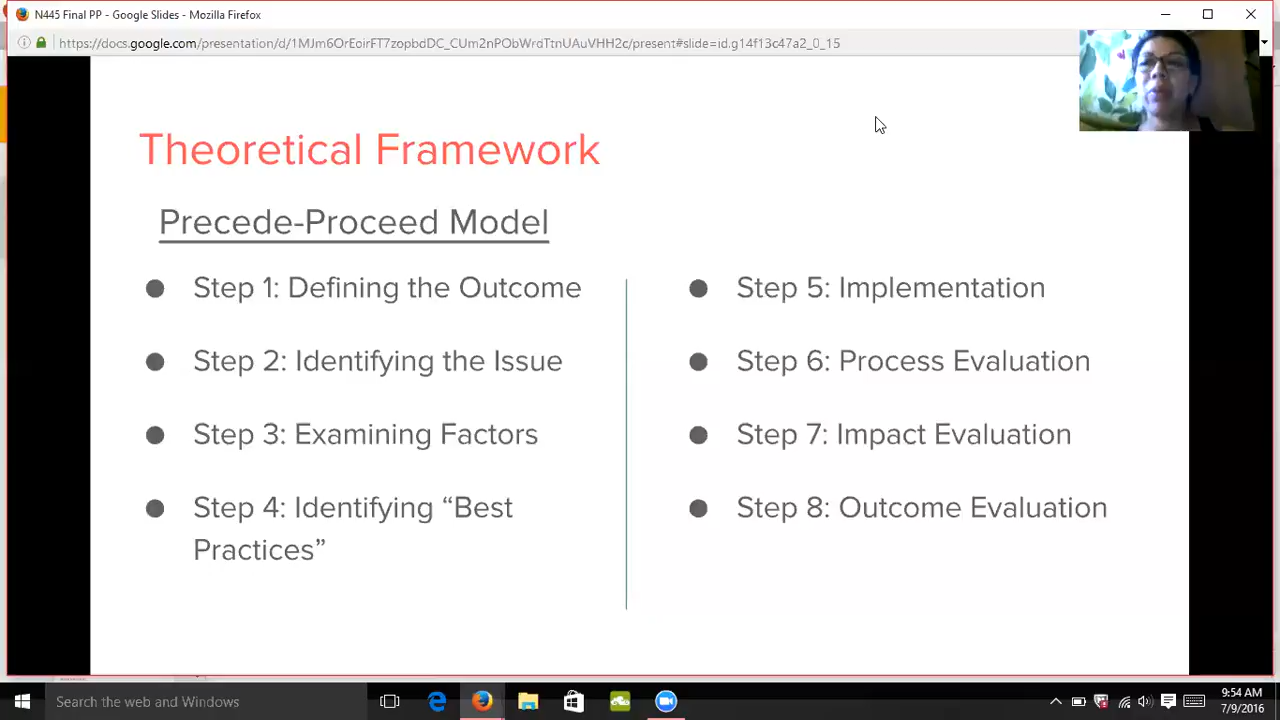 N445 Final PP - Google Slides - Mozilla Firefox
https://docs.google.com/presentation/d/1MJm6OrEoirFT7zopbdDC_CUm2nPObWrdTtnUAuVHH2c/present#slide=id.g14f13c47a2_0_15
Theoretical Framework
Precede-Proceed Model
● Step 1: Defining the Outcome
● Step 2: Identifying the Issue
● Step 3: Examining Factors
● Step 4: Identifying “Best
Practices”
● Step 5: Implementation
● Step 6: Process Evaluation
● Step 7: Impact Evaluation
● Step 8: Outcome Evaluation
Search the web and Windows
9:54 AM
7/9/2016